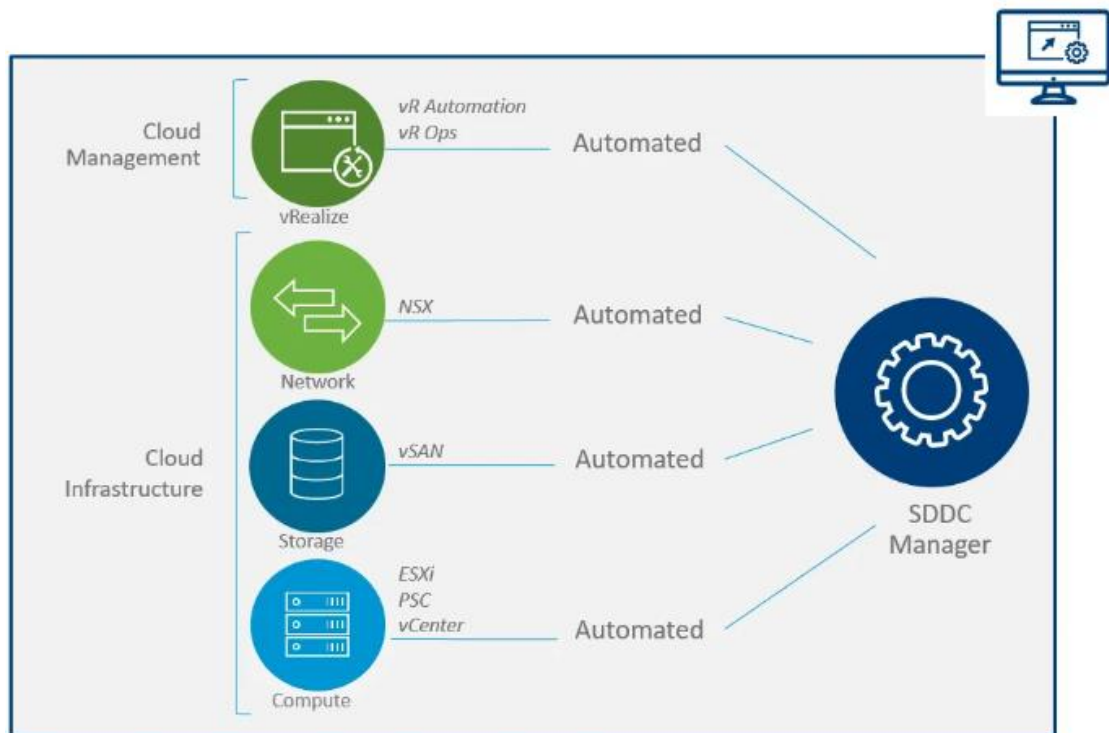 Cloud
Management
vR Automation
vR Ops
Automated
vRealize
NSX
Automated
Network
Cloud
Infrastructure
vSAN
Automated
Storage
SDDC
Manager
ESXi
PSC
vCenter
Automated
Compute